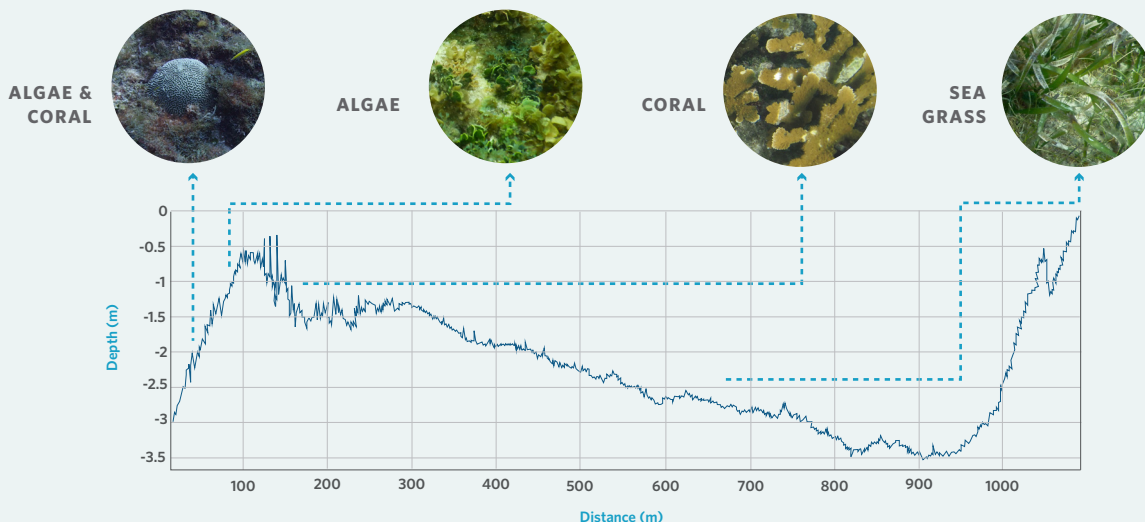 ALGAE &
CORAL
ALGAE
CORAL
SEA
GRASS
0
-0.5
-1
-1.5
-2
-2.5
-3
-3.5
Depth (m)
100
200
300
400
500
600
700
800
900
1000
Distance (m)